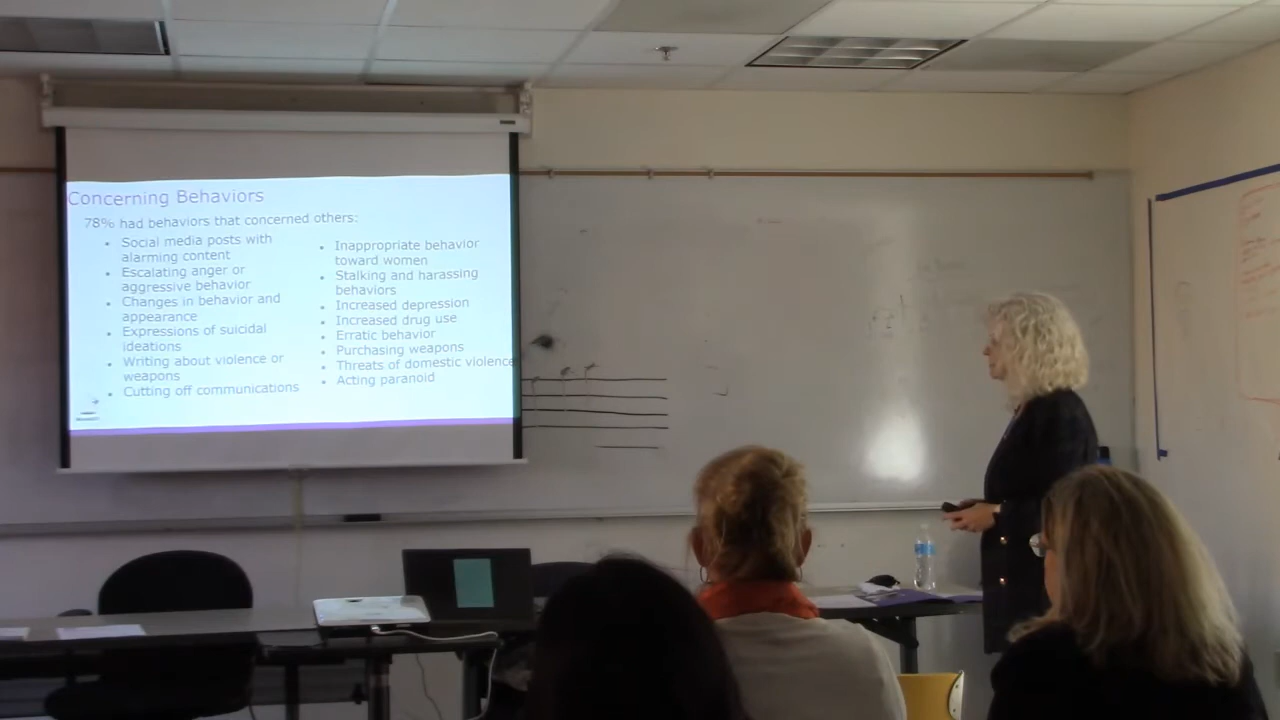 Concerning Behaviors
78% had behaviors that concerned others:
• Social media posts with
alarming content
• Escalating anger or
aggressive behavior
• Changes in behavior and
appearance
• Expressions of suicidal
ideations
• Writing about violence or
weapons
• Cutting off communications
• Inappropriate behavior
toward women
• Stalking and harassing
behaviors
• Increased depression
• Increased drug use
• Erratic behavior
• Purchasing weapons
• Threats of domestic violence
• Acting paranoid